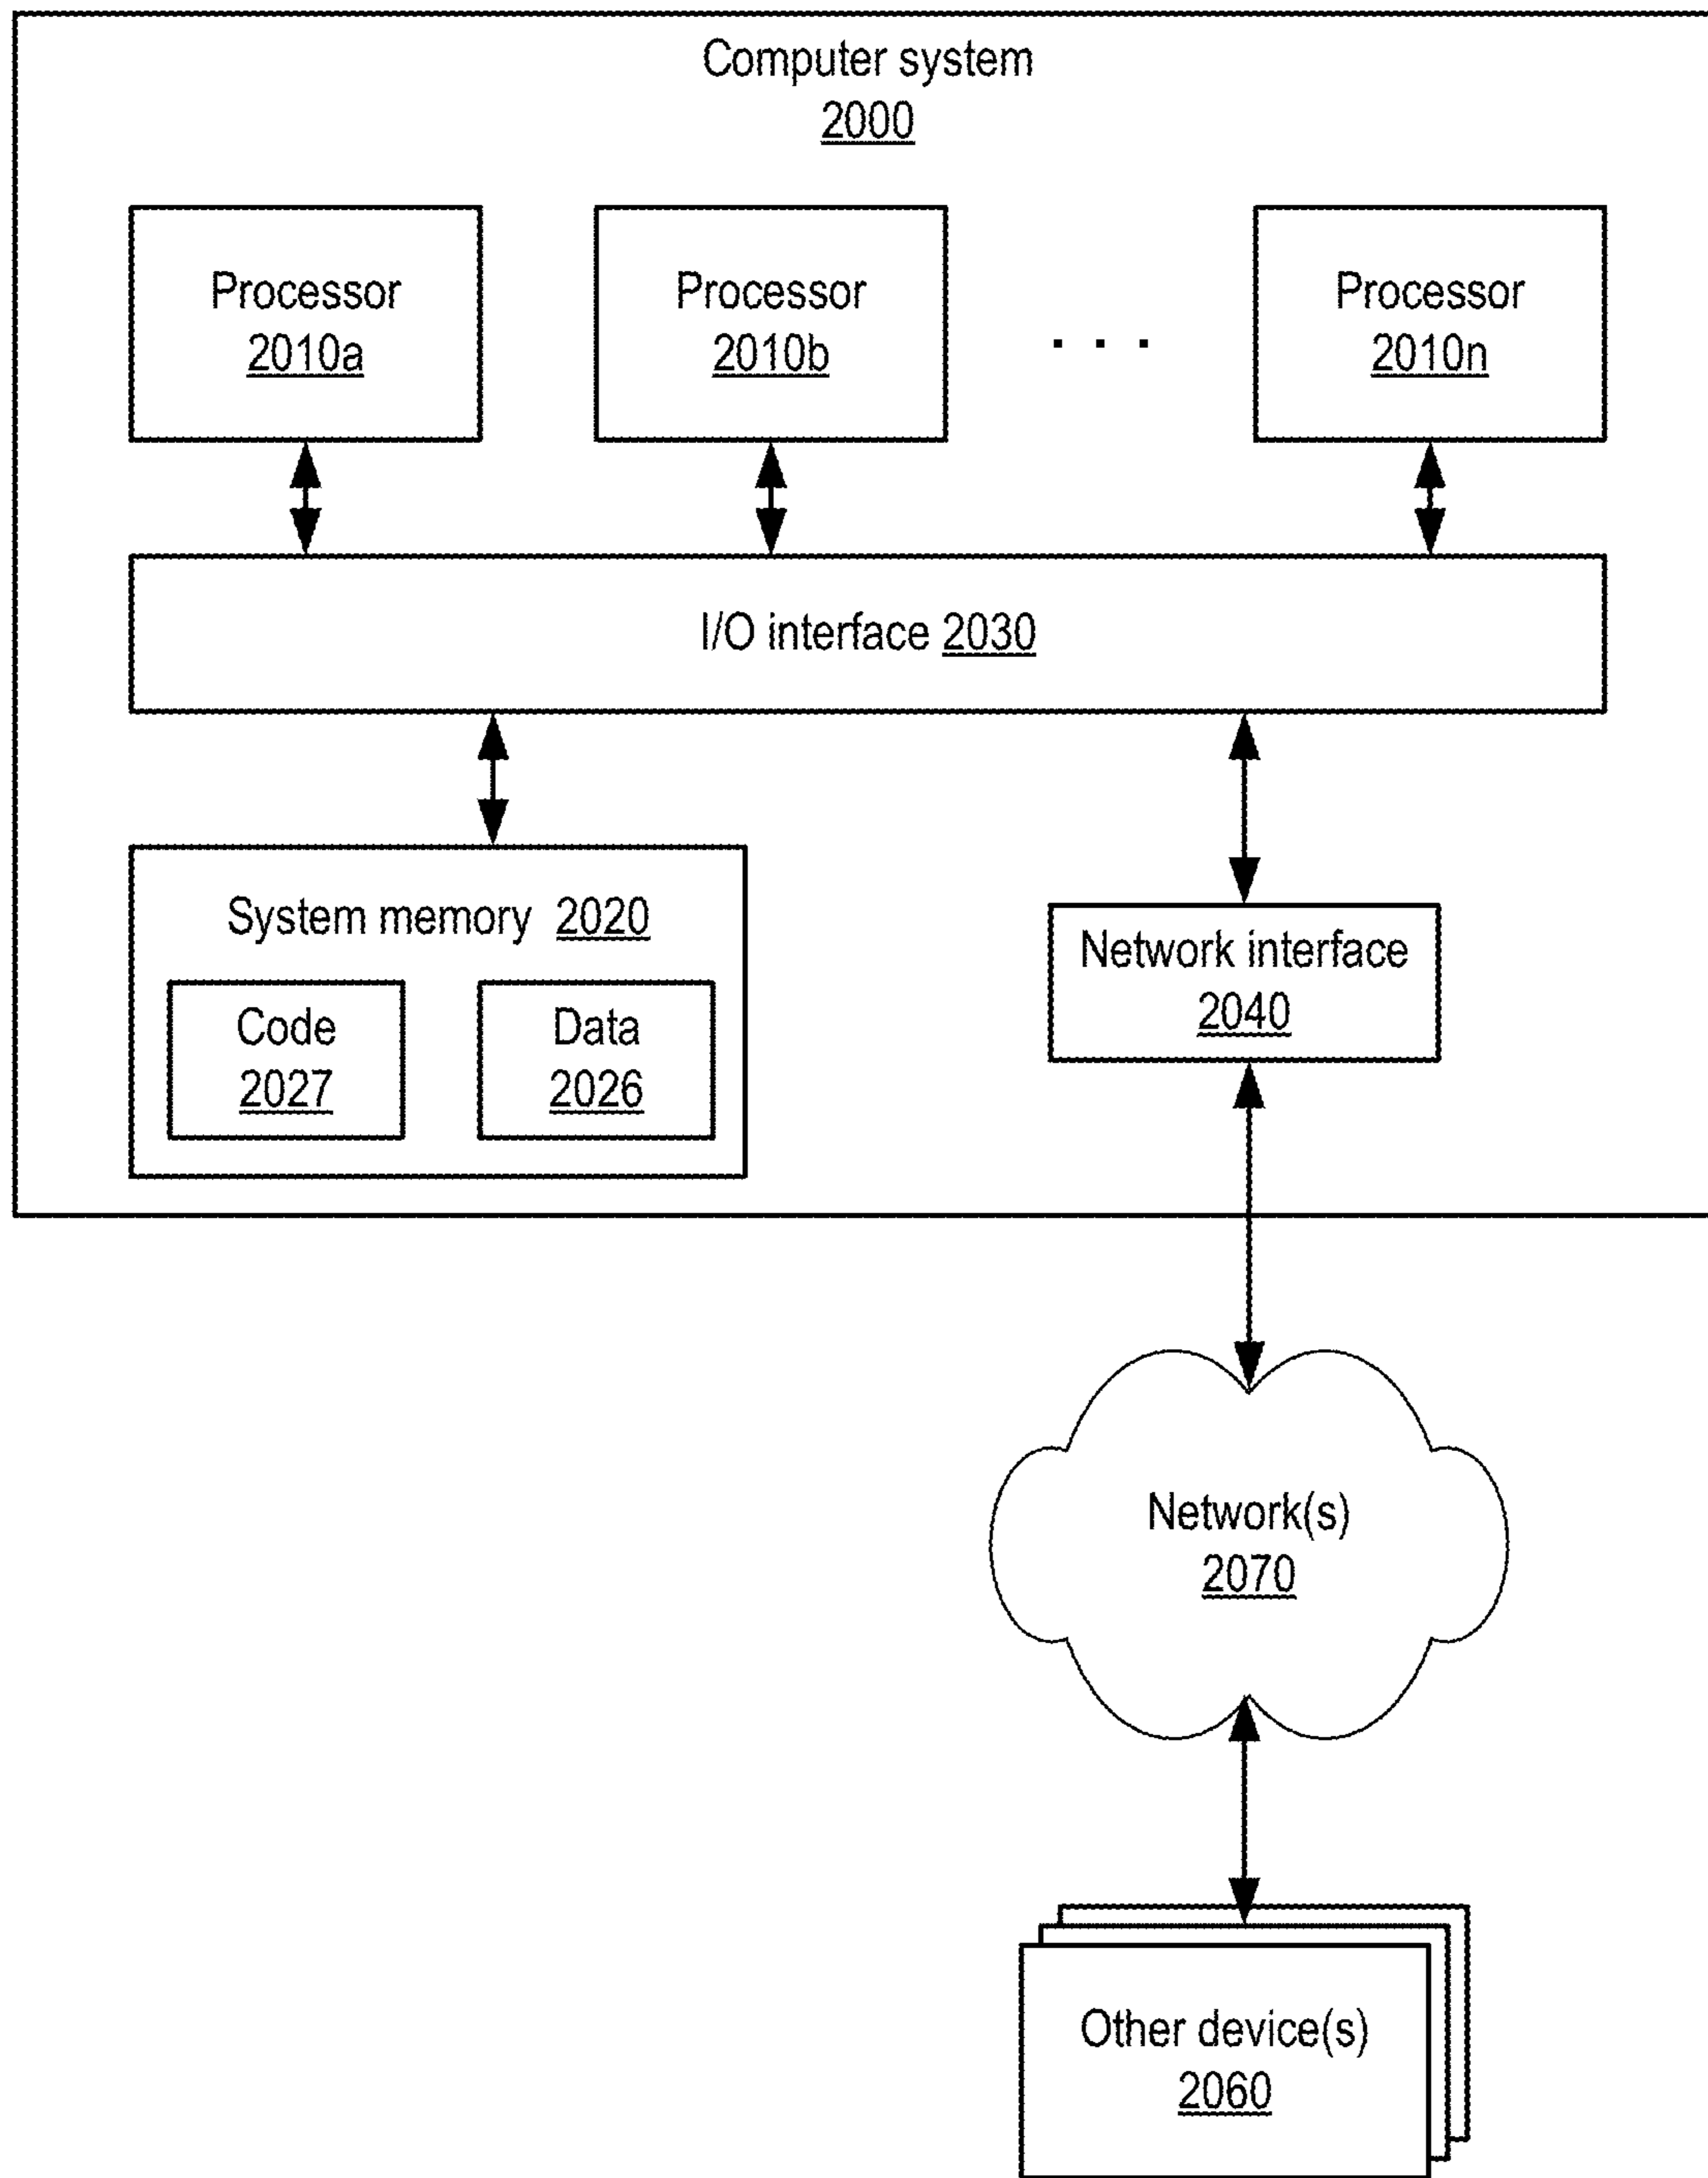 Computer system
2000
Processor
2010a
Processor
2010b
. . .
Processor
2010n
I/O interface 2030
System memory 2020
Code
2027
Data
2026
Network interface
2040
Network(s)
2070
Other device(s)
2060